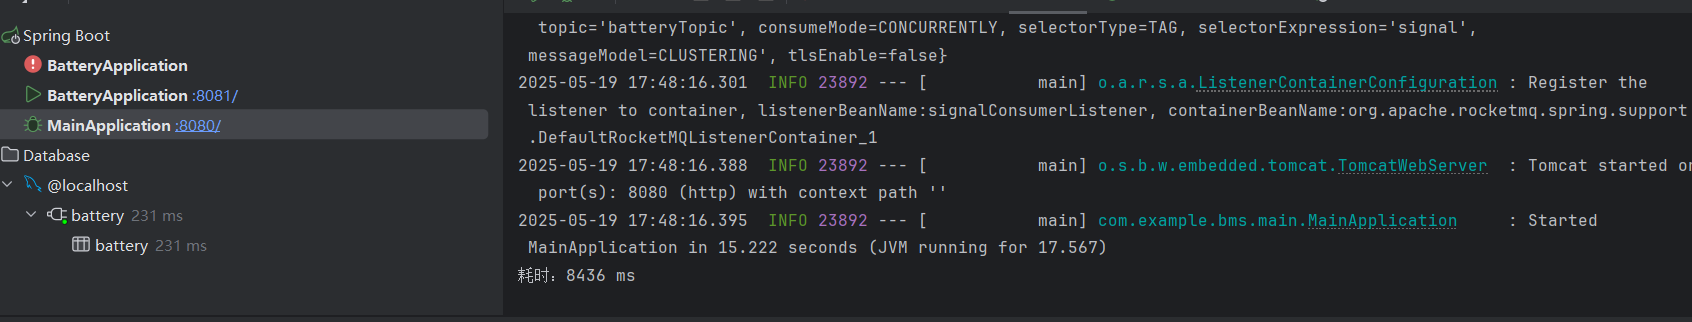 Spring Boot
BatteryApplication
BatteryApplication :8081/
MainApplication :8080/
Database
@localhost
battery 231 ms
battery 231 ms
topic='batteryTopic', consumeMode=CONCURRENTLY, selectorType=TAG, selectorExpression='signal',
messageModel=CLUSTERING', tlsEnable=false}
2025-05-19 17:48:16.301  INFO 23892 --- [           main] o.a.r.s.a.ListenerContainerConfiguration : Register the
listener to container, listenerBeanName:signalConsumerListener, containerBeanName:org.apache.rocketmq.spring.support
.DefaultRocketMQListenerContainer_1
2025-05-19 17:48:16.388  INFO 23892 --- [           main] o.s.b.w.embedded.tomcat.TomcatWebServer  : Tomcat started on
port(s): 8080 (http) with context path ''
2025-05-19 17:48:16.395  INFO 23892 --- [           main] com.example.bms.main.MainApplication     : Started
MainApplication in 15.222 seconds (JVM running for 17.567)
耗时：8436 ms